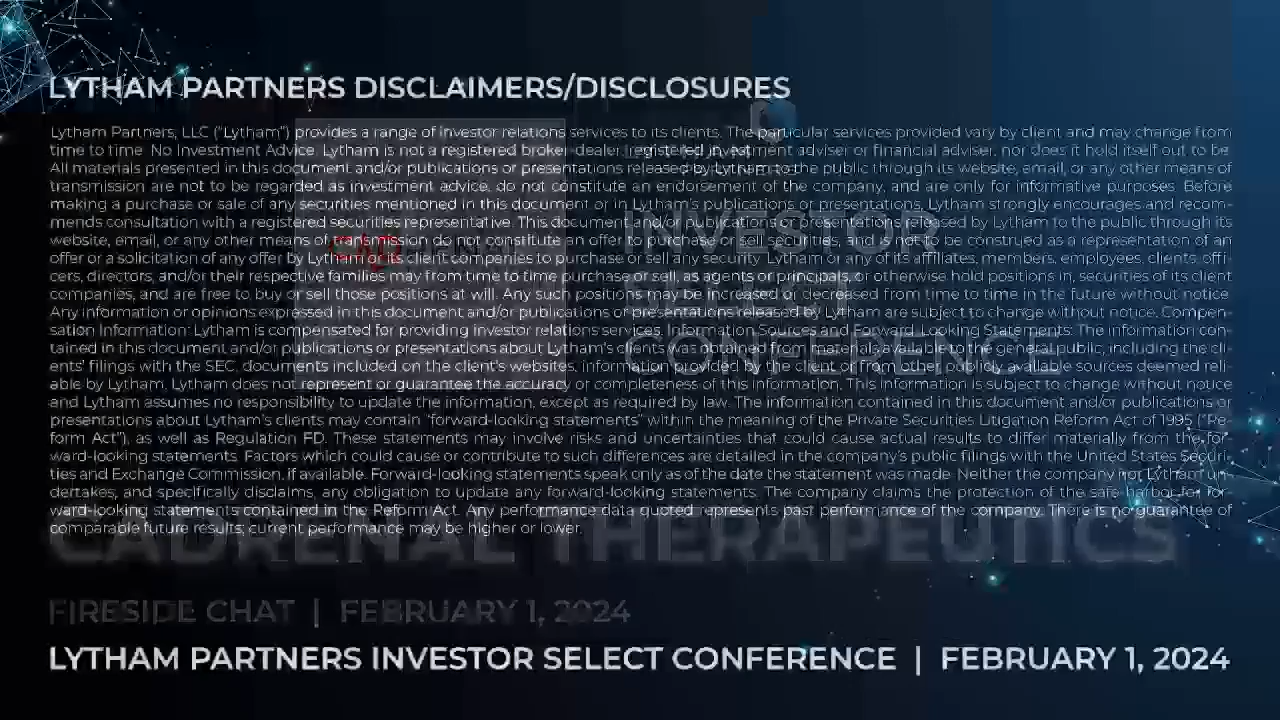 LYTHAM PARTNERS DISCLAIMERS/DISCLOSURES
Lytham Partners, LLC ("Lytham") provides a range of investor relations services to its clients. The particular services provided vary by client and may change from
time to time. No Investment Advice. Lytham is not a registered broker-dealer, registered investment adviser or financial adviser, nor does it hold itself out to be.
All materials presented in this document and/or publications or presentations released by Lytham to the public through its website, email, or any other means of
transmission are not to be regarded as investment advice, do not constitute an endorsement of the company, and are only for informative purposes. Before
making a purchase or sale of any securities mentioned in this document or in Lytham's publications or presentations, Lytham strongly encourages and recom-
mends consultation with a registered securities representative. This document and/or publications or presentations released by Lytham to the public through its
website, email, or any other means of transmission do not constitute an offer to purchase or sell securities, and are not to be construed as a representation of an
offer or a solicitation of any offer by Lytham or its client companies to purchase or sell any security. Lytham or any of its affiliates, members, employees, clients, offi-
cers, directors, and/or their respective families may from time to time purchase or sell, as agents or principals, or otherwise hold positions in, securities of its client
companies, and are free to buy or sell those positions at will. Any such positions may be increased or decreased from time to time in the future without notice.
Any information or opinions expressed in this document and/or publications or presentations released by Lytham are subject to change without notice. Compen-
sation Information: Lytham is compensated for providing investor relations services. Information Sources and Forward Looking Statements: The information con-
tained in this document and/or publications or presentations about Lytham's clients was obtained from materials available to the general public, including the cli-
ents' filings with the SEC, documents included on the client's websites, information provided by the client or from other publicly available sources deemed reli-
able by Lytham. Lytham does not represent or guarantee the accuracy or completeness of this information. This information is subject to change without notice
and Lytham assumes no responsibility to update the information, except as required by law. The information contained in this document and/or publications or
presentations about Lytham's clients may contain "forward-looking statements" within the meaning of the Private Securities Litigation Reform Act of 1995 ("Re-
form Act"), as well as Regulation FD. These statements may involve risks and uncertainties that could cause actual results to differ materially from the for-
ward-looking statements. Factors which could cause or contribute to such differences are detailed in the company's public filings with the United States Securi-
ties and Exchange Commission, if available. Forward-looking statements speak only as of the date the statement was made. Neither the company nor Lytham un-
dertakes, and specifically disclaims, any obligation to update any forward-looking statements. The company claims the protection of the safe harbor for for-
ward-looking statements contained in the Reform Act. Any performance data quoted represents past performance of the company. There is no guarantee of
comparable future results; current performance may be higher or lower.
INVESTOR
SELECT
CONFERENCE
CADRENAL THERAPEUTICS
FIRESIDE CHAT | FEBRUARY 1, 2024
LYTHAM PARTNERS INVESTOR SELECT CONFERENCE | FEBRUARY 1, 2024